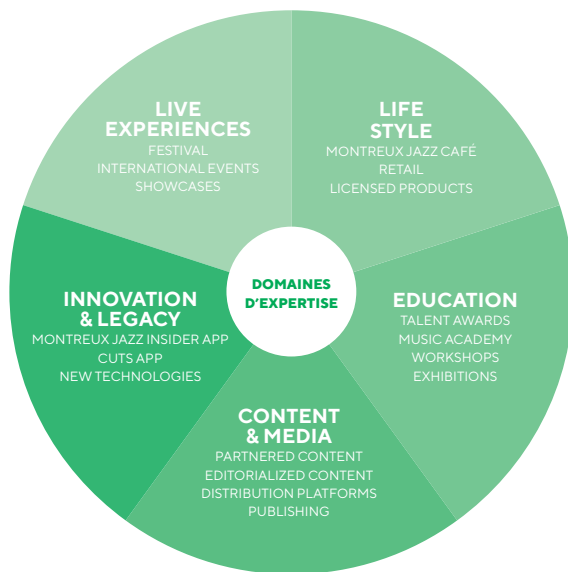 LIVE
EXPERIENCES
FESTIVAL
INTERNATIONAL EVENTS
SHOWCASES
LIFE
STYLE
MONTREUX JAZZ CAFÉ
RETAIL
LICENSED PRODUCTS
DOMAINES
D'EXPERTISE
INNOVATION
& LEGACY
MONTREUX JAZZ INSIDER APP
CUTS APP
NEW TECHNOLOGIES
EDUCATION
TALENT AWARDS
MUSIC ACADEMY
WORKSHOPS
EXHIBITIONS
CONTENT
& MEDIA
PARTNERED CONTENT
EDITORIALIZED CONTENT
DISTRIBUTION PLATFORMS
PUBLISHING